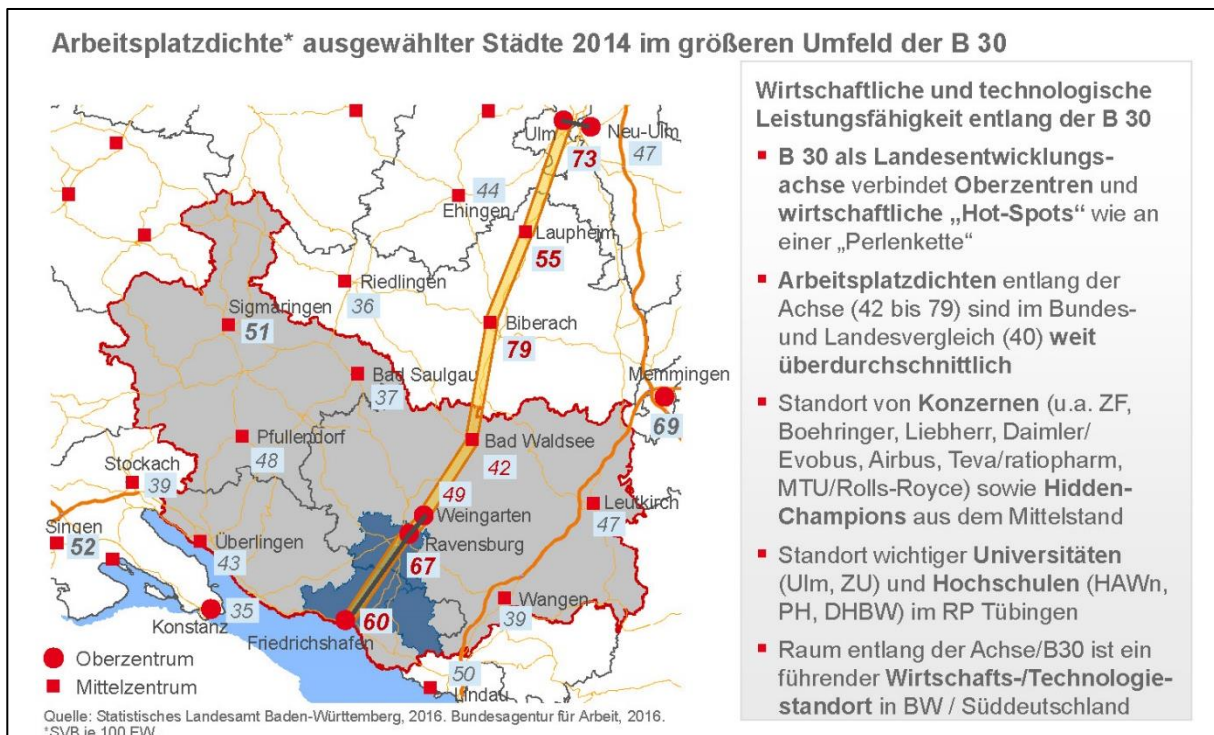 Arbeitsplatzdichte* ausgewählter Städte 2014 im größeren Umfeld der B 30
Ulm
Neu-Ulm
73
47
44
Ehingen
Laupheim
55
Riedlingen
36
Sigmaringen
51
Biberach
79
Bad Saulgau
37
Memmingen
69
Pfullendorf
48
Bad Waldsee
42
Stockach
39
49
Weingarten
Leutkirch
47
Singen
52
Überlingen
43
Ravensburg
67
Konstanz
35
Friedrichshafen
60
Wangen
39
50
Lindau
Oberzentrum
Mittelzentrum
Quelle: Statistisches Landesamt Baden-Württemberg, 2016. Bundesagentur für Arbeit, 2016.
*SVB je 100 EW
Wirtschaftliche und technologische
Leistungsfähigkeit entlang der B 30
▪ B 30 als Landesentwicklungs-
achse verbindet Oberzentren und
wirtschaftliche „Hot-Spots“ wie an
einer „Perlenkette“
▪ Arbeitsplatzdichten entlang der
Achse (42 bis 79) sind im Bundes-
und Landesvergleich (40) weit
überdurchschnittlich
▪ Standort von Konzernen (u.a. ZF,
Boehringer, Liebherr, Daimler/
Evobus, Airbus, Teva/ratiopharm,
MTU/Rolls-Royce) sowie Hidden-
Champions aus dem Mittelstand
▪ Standort wichtiger Universitäten
(Ulm, ZU) und Hochschulen (HAWn,
PH, DHBW) im RP Tübingen
▪ Raum entlang der Achse/B30 ist ein
führender Wirtschafts-/Technologie-
standort in BW / Süddeutschland